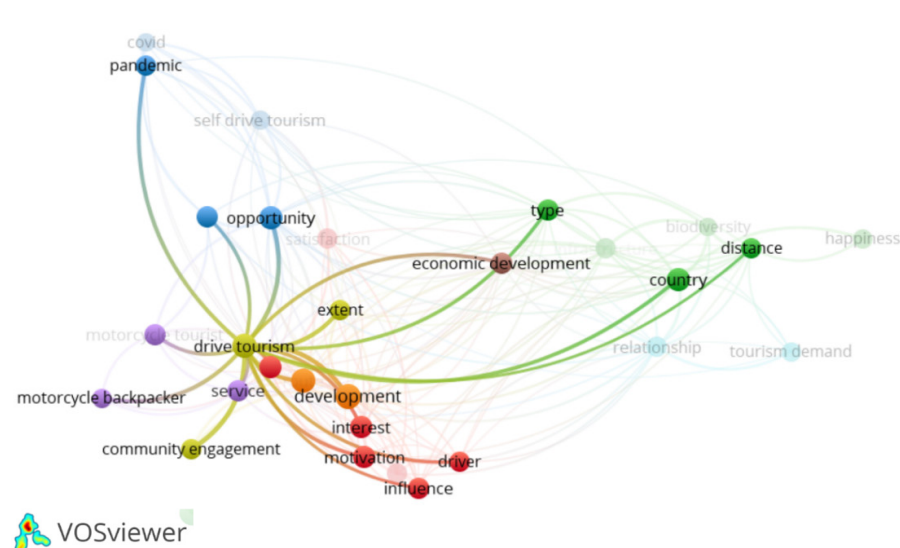 covid
pandemic
self drive tourism
opportunity
type
satisfaction
biodiversity
happiness
distance
economic development
country
extent
motorcycle tourist
drive tourism
relationship
tourism demand
service
development
motorcycle backpacker
interest
community engagement
motivation
driver
influence
VOSviewer